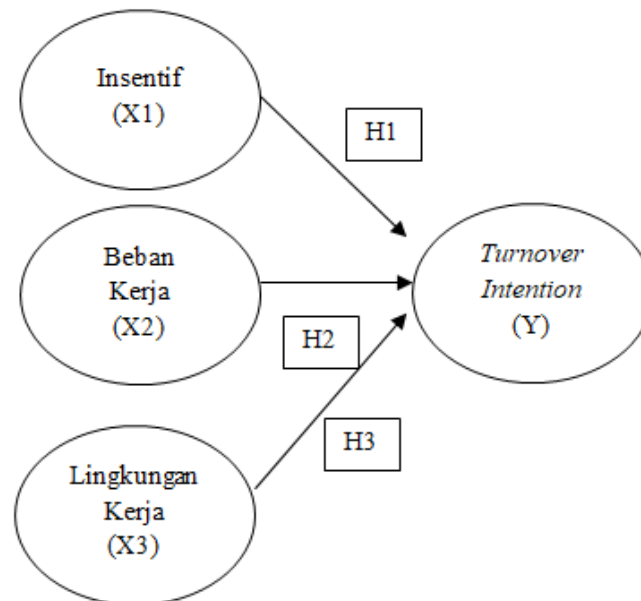 Insentif
(X1)
H1
Beban
Kerja
(X2)
Turnover
Intention
(Y)
H2
H3
Lingkungan
Kerja
(X3)